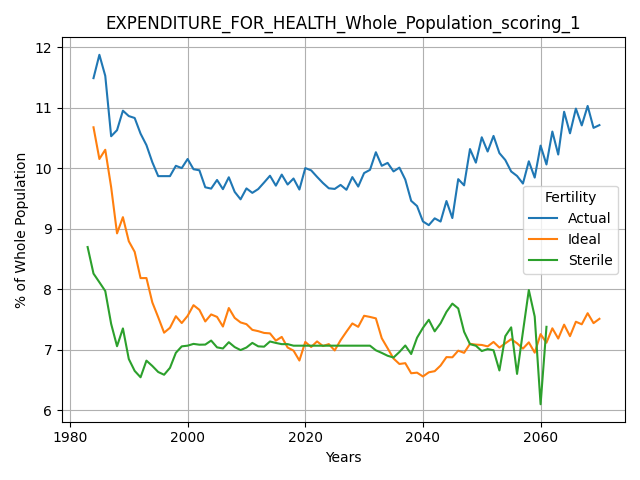 EXPENDITURE_FOR_HEALTH_Whole_Population_scoring_1
% of Whole Population
12
11
10
9
8
7
6
Fertility
Actual
Ideal
Sterile
1980
2000
2020
2040
2060
Years